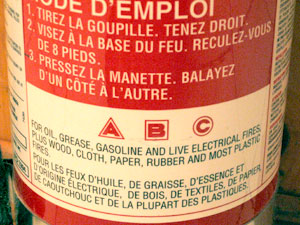 ODE D'EMPLOI
1. TIREZ LA GOUPILLE. TENEZ DROIT.
2. VISEZ À LA BASE DU FEU. RECULEZ-VOUS
DE 8 PIEDS.
3. PRESSEZ LA MANETTE. BALAYEZ
D'UN CÔTÉ À L'AUTRE.
A B C
FOR OIL, GREASE, GASOLINE AND LIVE ELECTRICAL FIRES,
PLUS WOOD, CLOTH, PAPER, RUBBER AND MOST PLASTIC
FIRES.
POUR LES FEUX D'HUILE, DE GRAISSE, D'ESSENCE ET
D'ORIGINE ÉLECTRIQUE, DE BOIS, DE TEXTILES, DE PAPIER,
DE CAOUTCHOUC ET DE LA PLUPART DES PLASTIQUES.